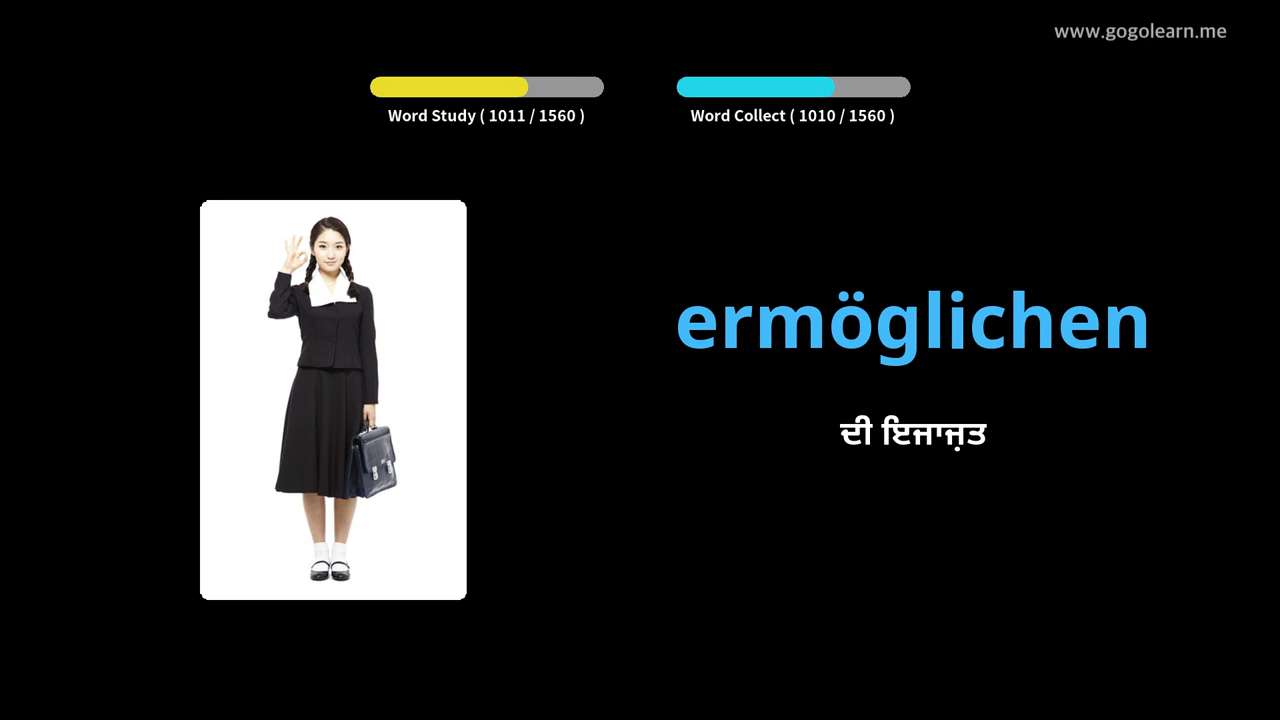 www.gogolearn.me
Word Study ( 1011 / 1560 )
Word Collect ( 1010 / 1560 )
ermöglichen
ਦੀ ਇਜਾਜ਼ਤ